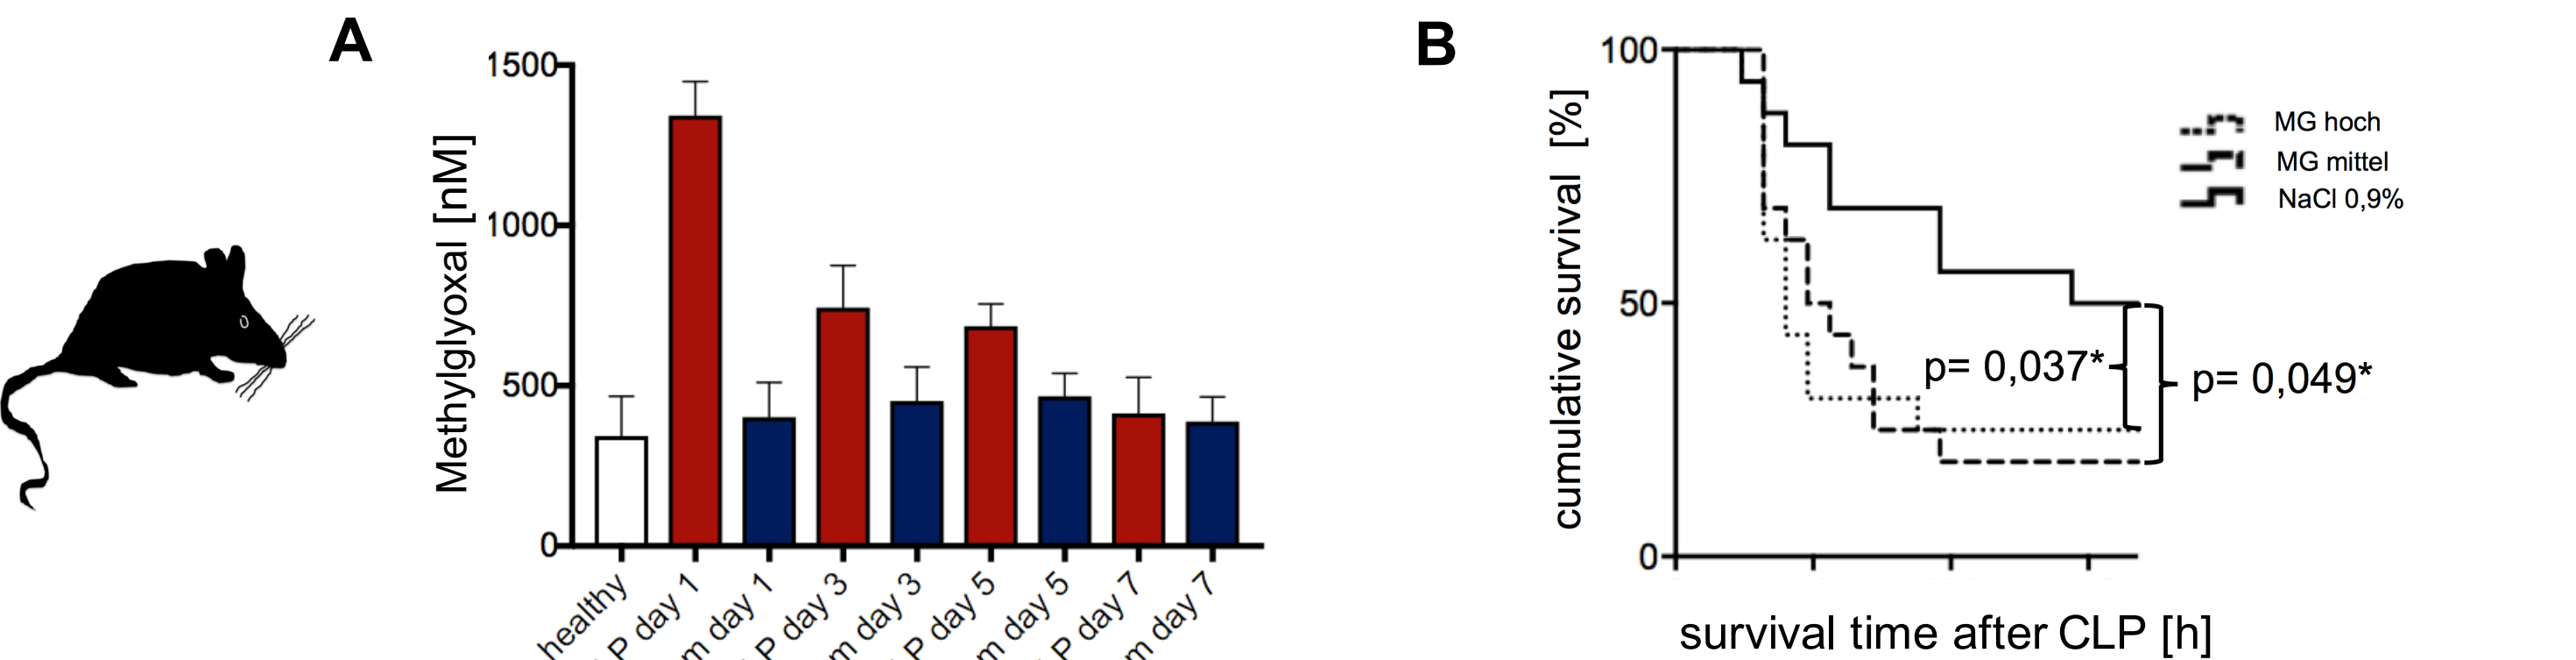 A
1500
1000
500
0
Methylglyoxal [nM]
healthy
P day 1
m day 1
P day 3
m day 3
P day 5
m day 5
P day 7
m day 7
B
100
50
0
cumulative survival [%]
MG hoch
MG mittel
NaCl 0,9%
p= 0,037*
p= 0,049*
survival time after CLP [h]